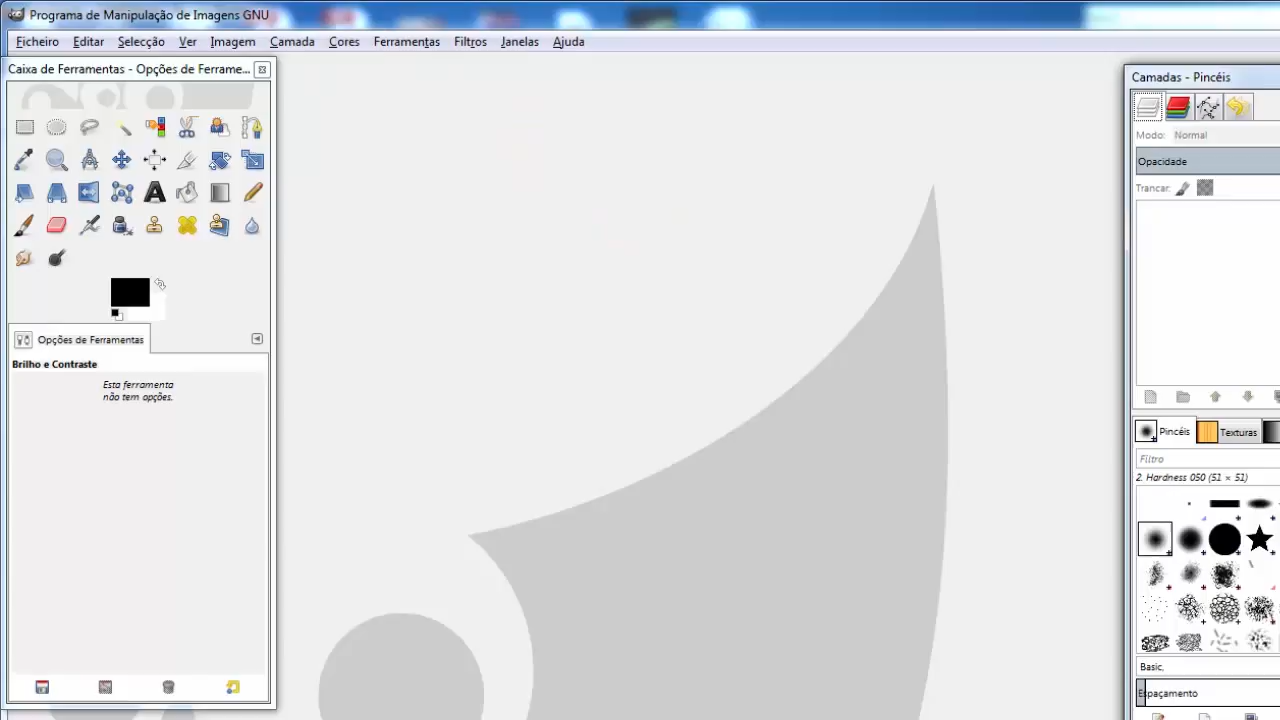 Programa de Manipulação de Imagens GNU
Ficheiro Editar Selecção Ver Imagem Camada Cores Ferramentas Filtros Janelas Ajuda
Caixa de Ferramentas - Opções de Ferrame...
Opções de Ferramentas
Brilho e Contraste
Esta ferramenta
não tem opções.
Camadas - Pincéis
Modo: Normal
Opacidade
Trancar:
Pincéis Texturas
Filtro
2. Hardness 050 (51 × 51)
Basic,
Espaçamento